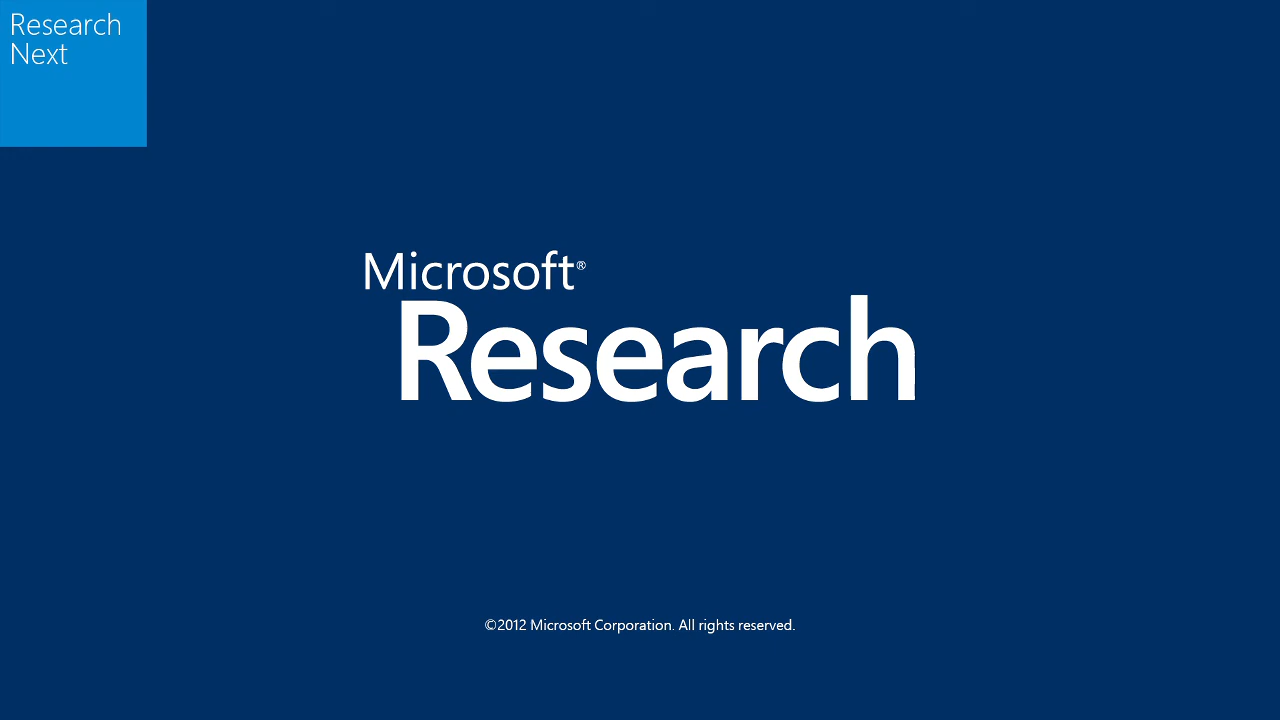 Research
Next
Microsoft®
Research
©2012 Microsoft Corporation. All rights reserved.